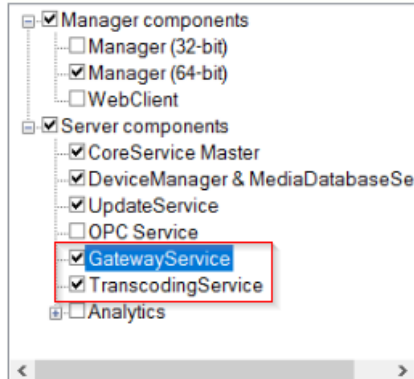 Manager components
Manager (32-bit)
Manager (64-bit)
WebClient
Server components
CoreService Master
DeviceManager & MediaDatabaseSe
UpdateService
OPC Service
GatewayService
TranscodingService
Analytics